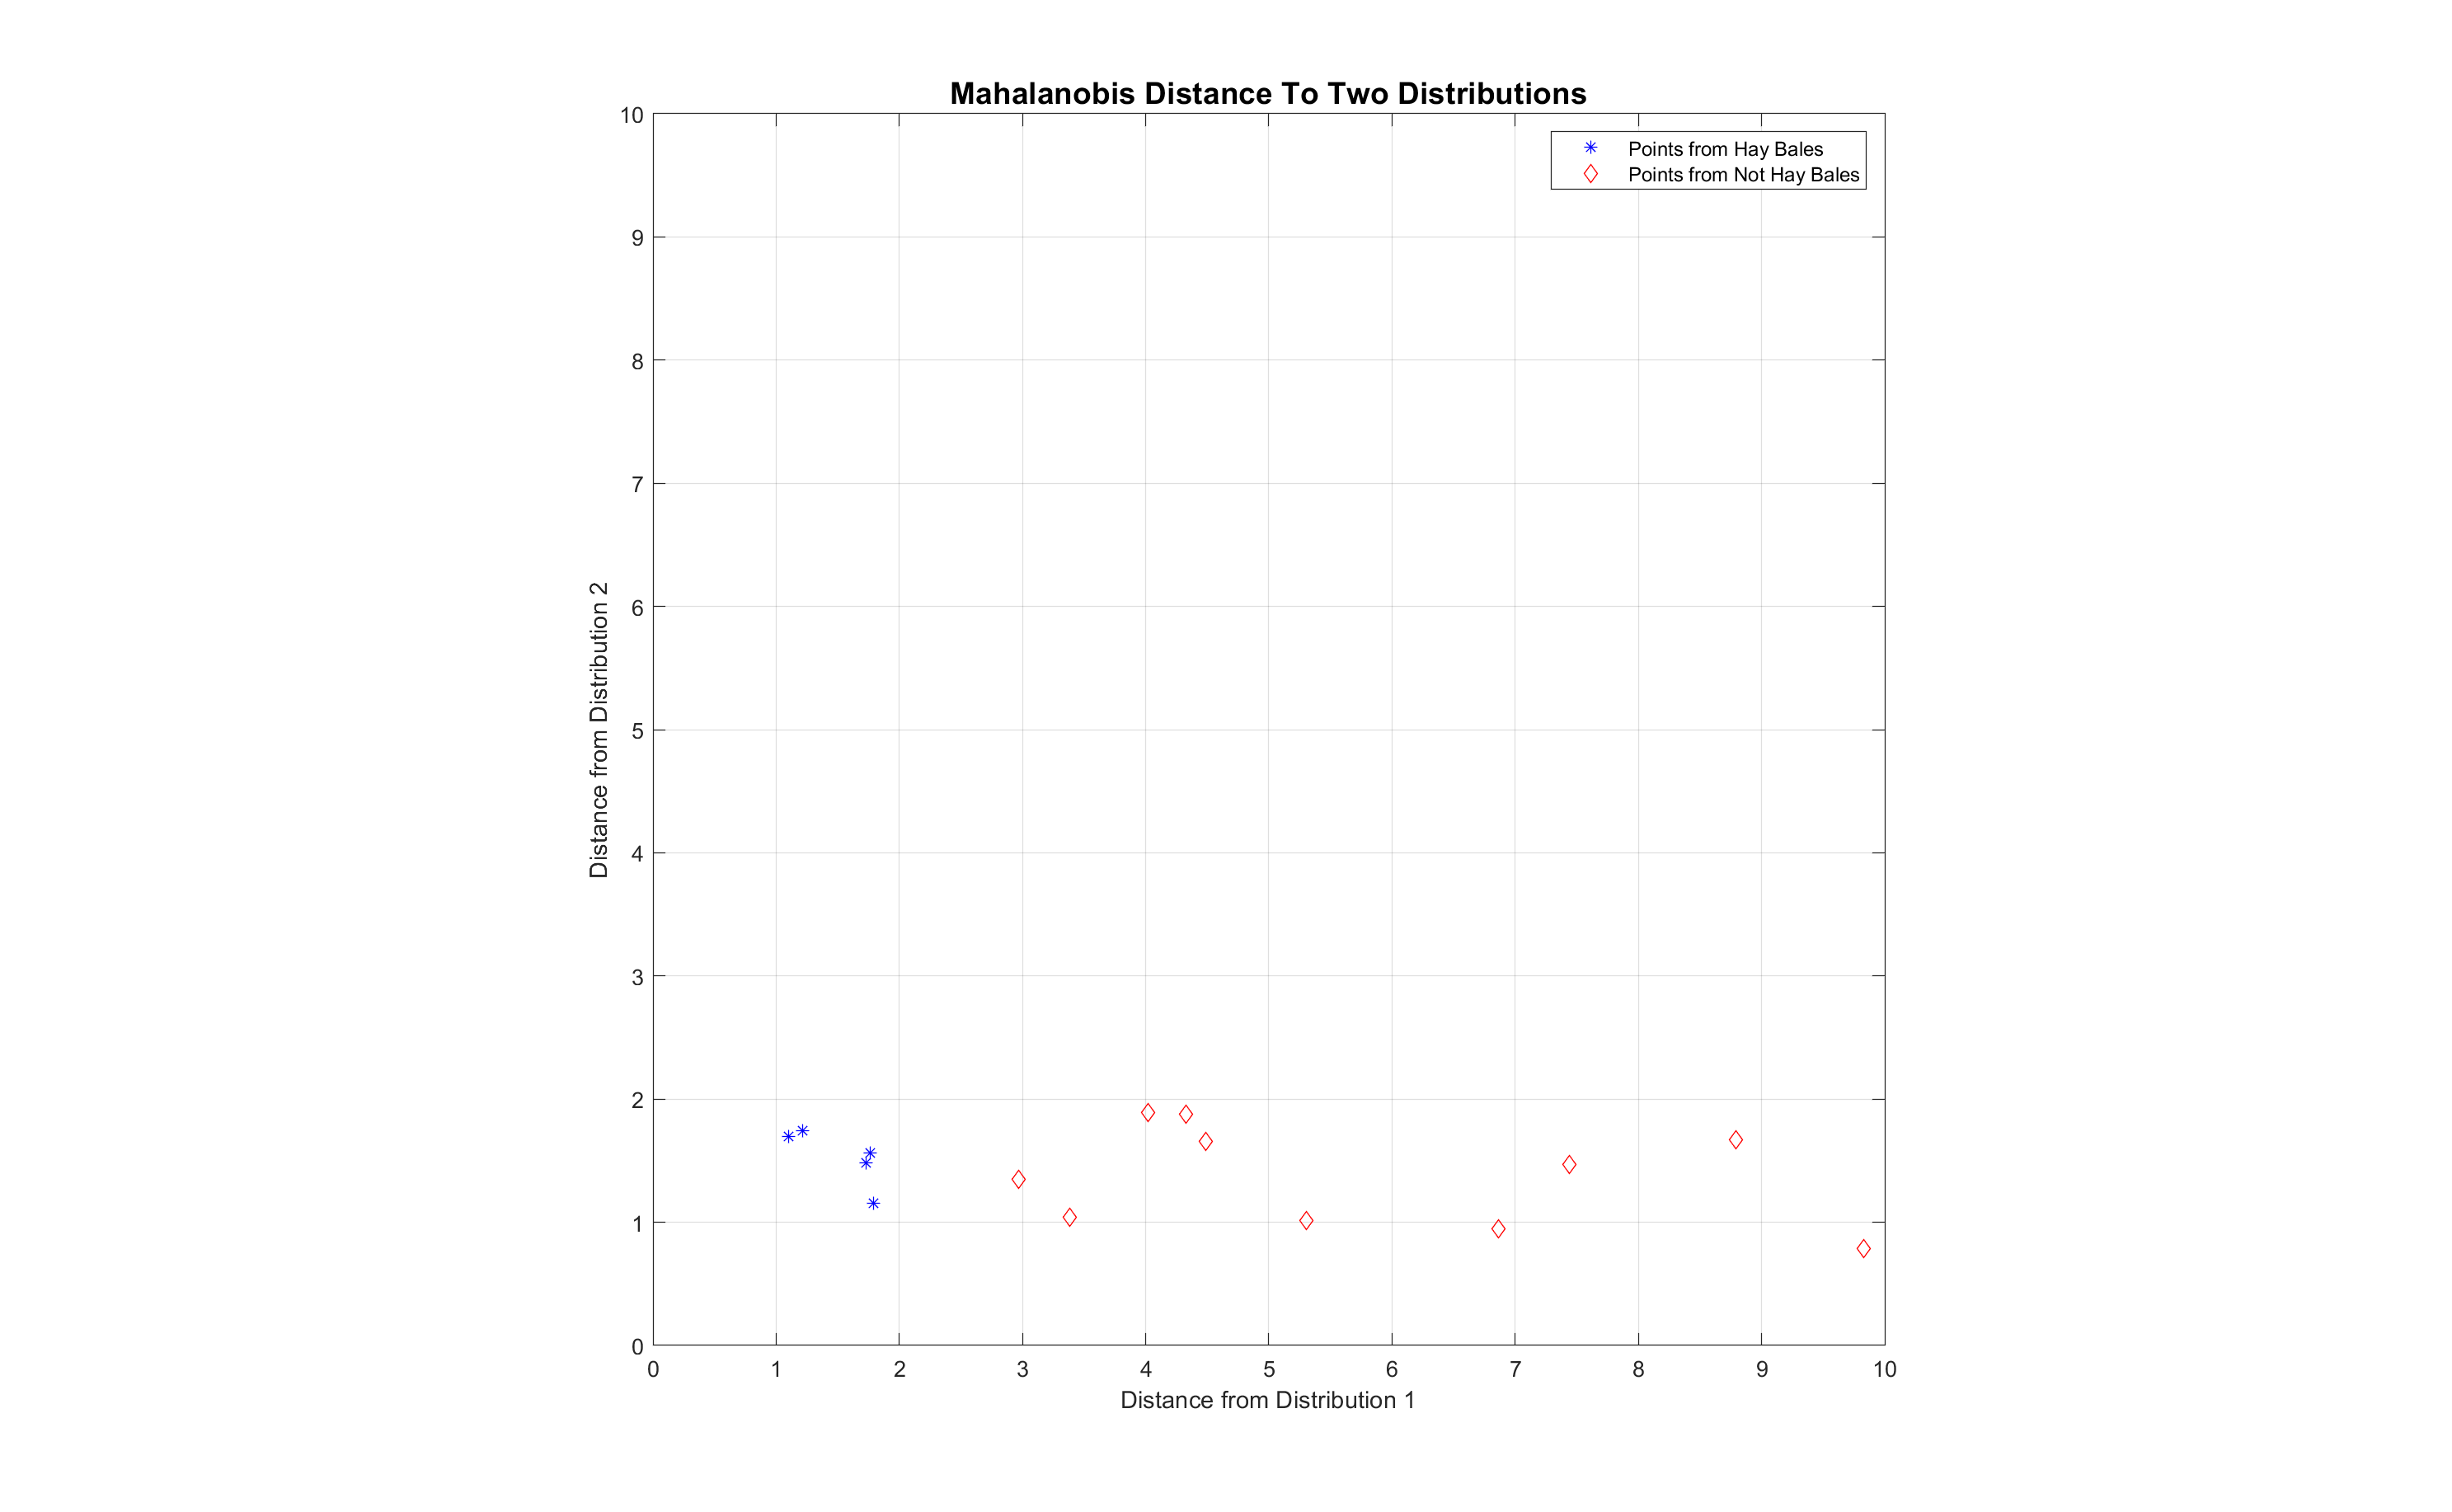 Mahalanobis Distance To Two Distributions
Points from Hay Bales
Points from Not Hay Bales
Distance from Distribution 2
10
9
8
7
6
5
4
3
2
1
0
0 1 2 3 4 5 6 7 8 9 10
Distance from Distribution 1